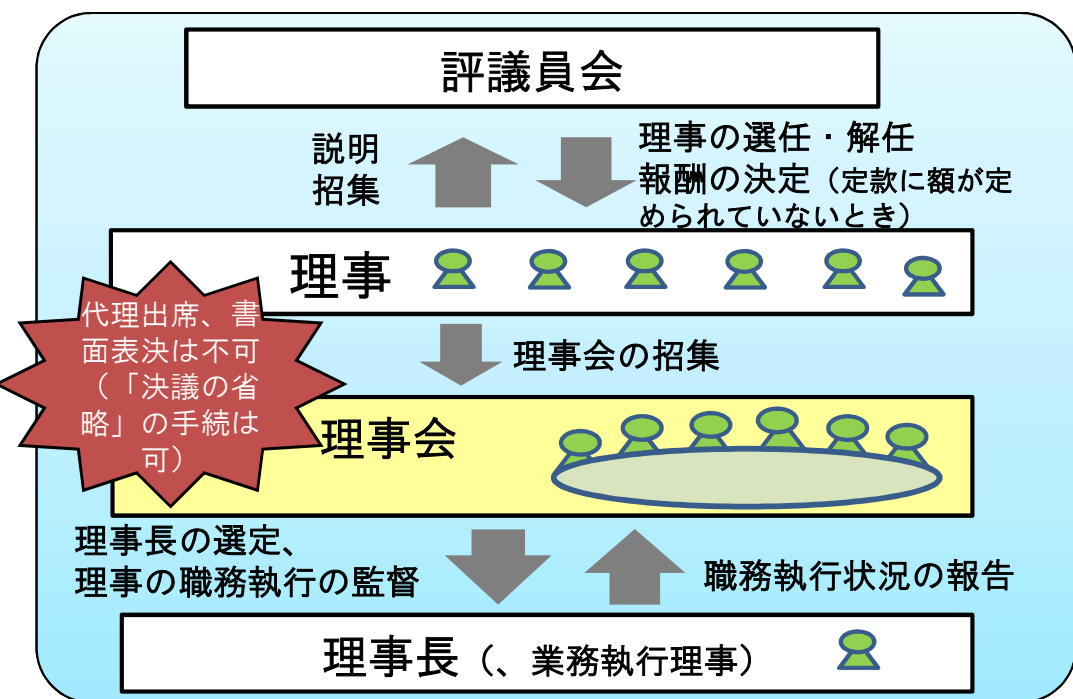 評議員会
説明
招集
理事の選任・解任
報酬の決定（定款に額が定
められていないとき）
理事
代理出席、書
面表決は不可
（「決議の省
略」の手続は
可）
理事会の招集
理事会
理事長の選定、
理事の職務執行の監督
職務執行状況の報告
理事長（、業務執行理事）